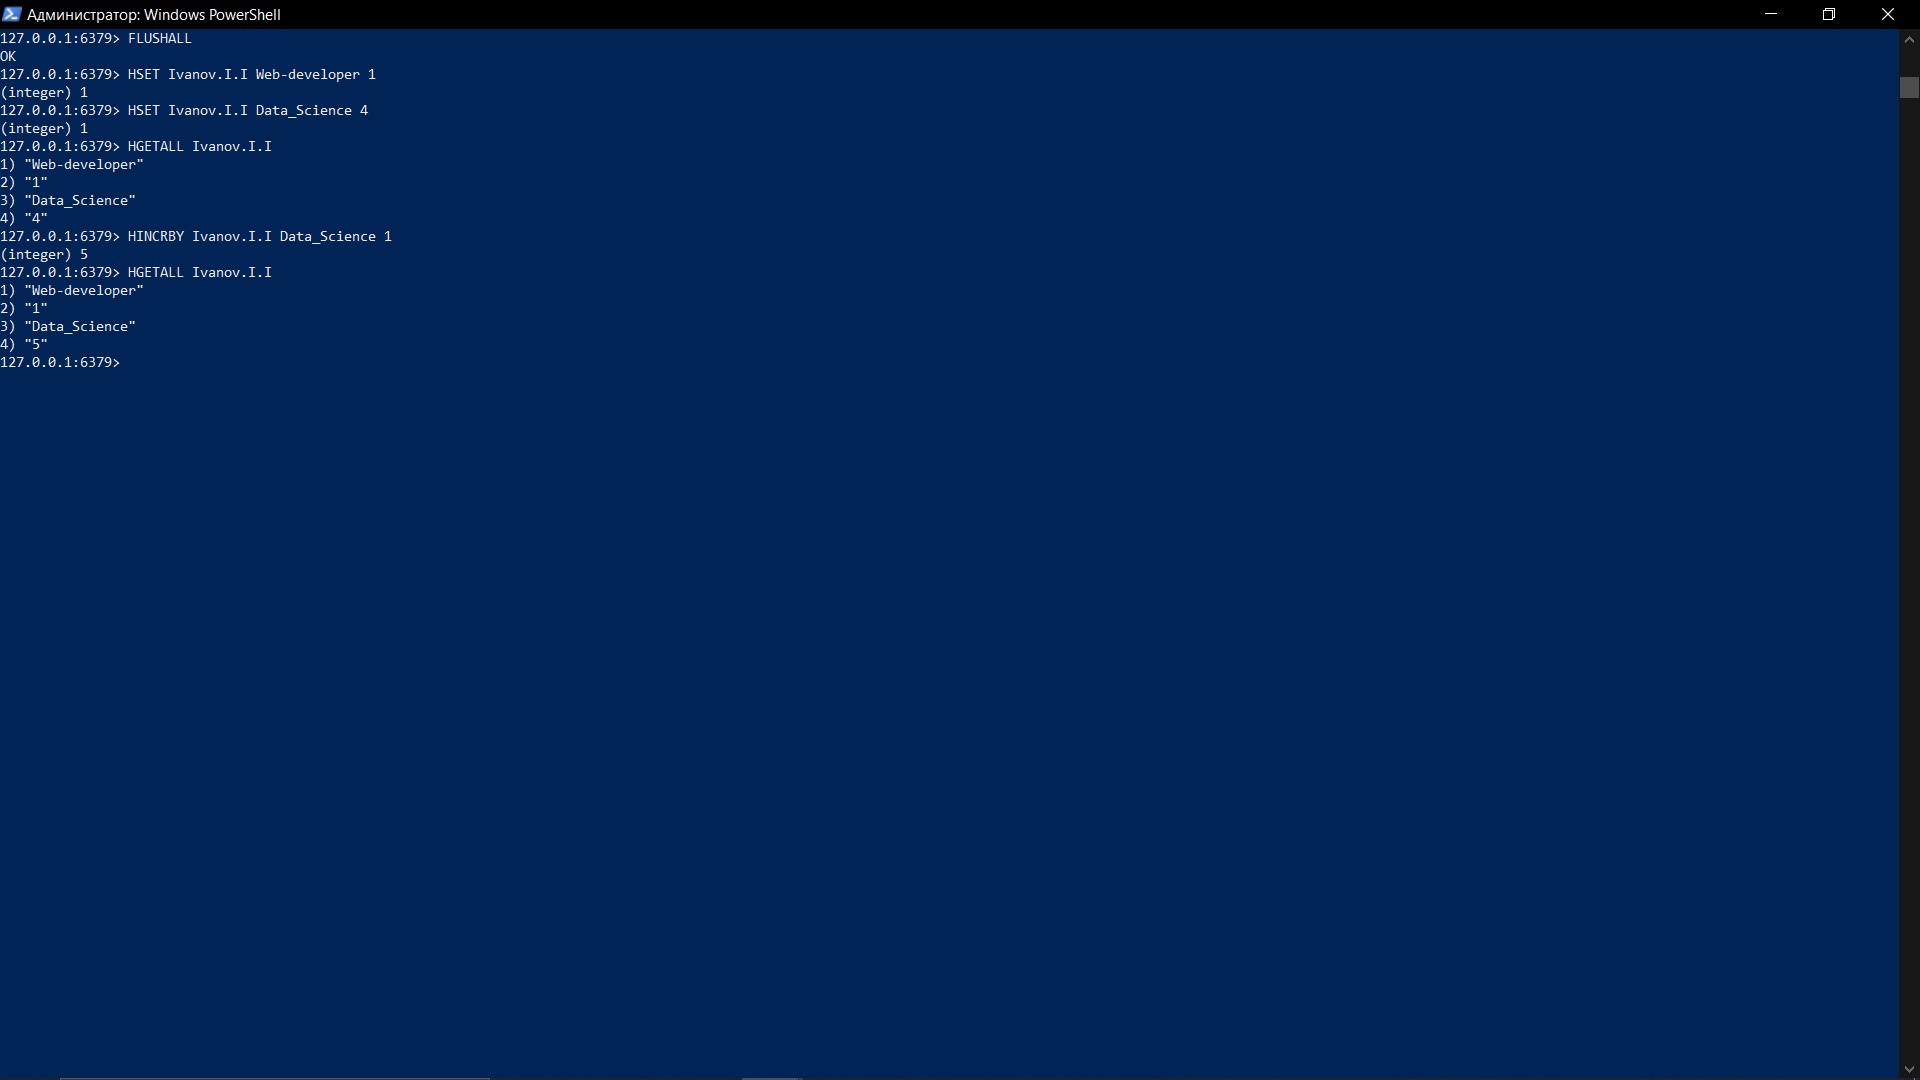 Администратор: Windows PowerShell
127.0.0.1:6379> FLUSHALL
OK
127.0.0.1:6379> HSET Ivanov.I.I Web-developer 1
(integer) 1
127.0.0.1:6379> HSET Ivanov.I.I Data_Science 4
(integer) 1
127.0.0.1:6379> HGETALL Ivanov.I.I
1) "Web-developer"
2) "1"
3) "Data_Science"
4) "4"
127.0.0.1:6379> HINCRBY Ivanov.I.I Data_Science 1
(integer) 5
127.0.0.1:6379> HGETALL Ivanov.I.I
1) "Web-developer"
2) "1"
3) "Data_Science"
4) "5"
127.0.0.1:6379>